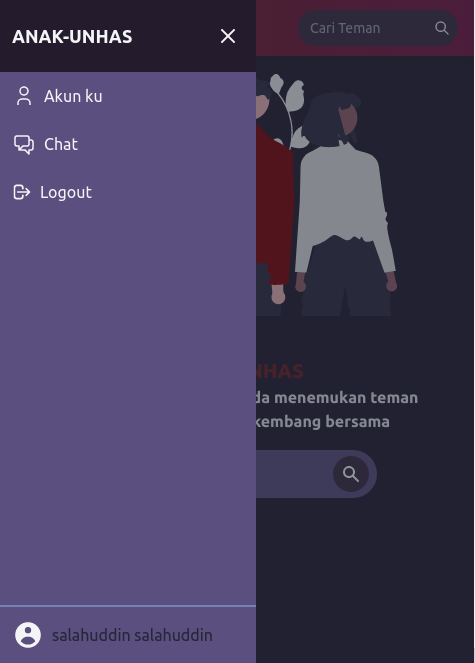 ANAK-UNHAS
Cari Teman
Akun ku
Chat
Logout
NHAS
da menemukan teman
kembang bersama
salahuddin salahuddin